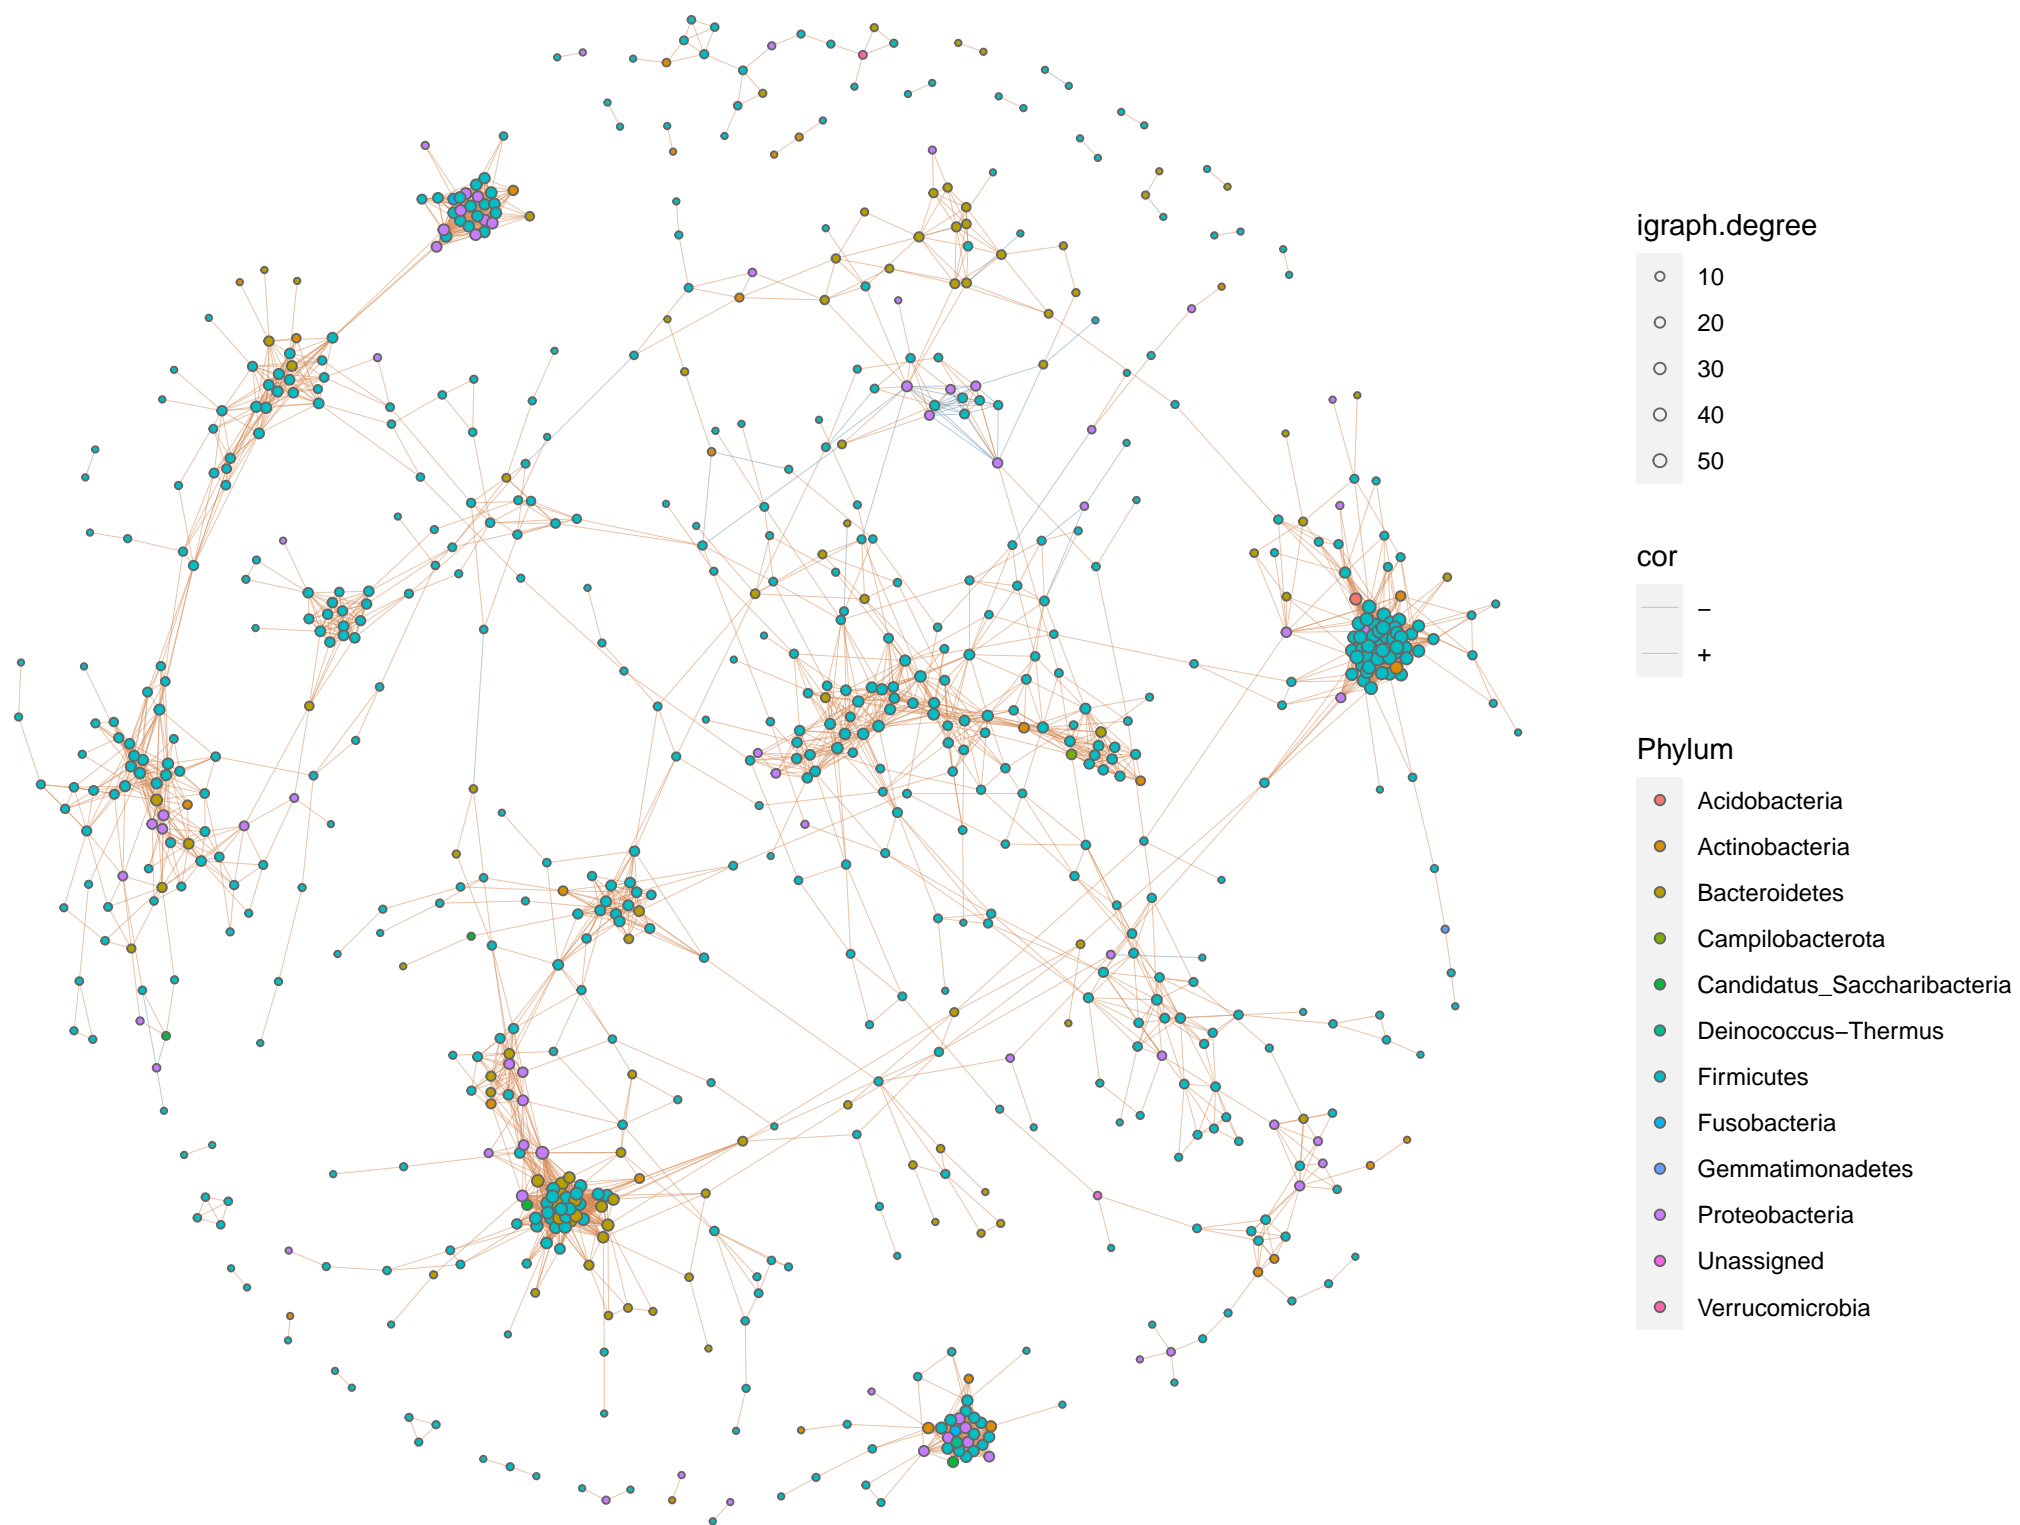 igraph.degree
10
20
30
40
50
cor
−
+
Phylum
Acidobacteria
Actinobacteria
Bacteroidetes
Campilobacterota
Candidatus_Saccharibacteria
Deinococcus−Thermus
Firmicutes
Fusobacteria
Gemmatimonadetes
Proteobacteria
Unassigned
Verrucomicrobia